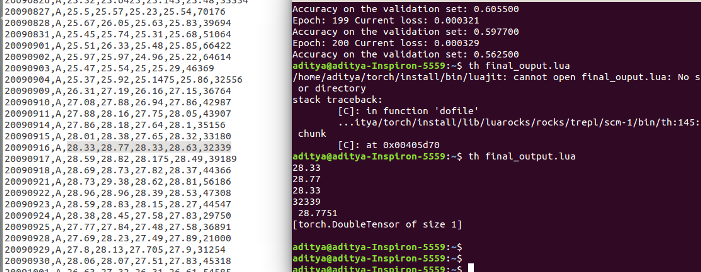 20090826,A,25.32,25.6425,25.145,25.48,55554
20090827,A,25.5,25.57,25.23,25.54,70176
20090828,A,25.67,26.05,25.63,25.83,39694
20090831,A,25.45,25.74,25.31,25.68,51064
20090901,A,25.51,26.33,25.48,25.85,66422
20090902,A,25.97,25.97,24.96,25.22,64614
20090903,A,25.47,25.54,25,25.29,46369
20090904,A,25.37,25.92,25.1475,25.86,32556
20090909,A,26.31,27.19,26.16,27.15,36764
20090910,A,27.08,27.88,26.94,27.86,42987
20090911,A,27.88,28.16,27.75,28.05,43907
20090914,A,27.86,28.18,27.64,28.1,35156
20090915,A,28.01,28.38,27.65,28.32,33180
20090916,A,28.33,28.77,28.33,28.63,32339
20090917,A,28.59,28.82,28.175,28.49,39189
20090918,A,28.69,28.73,27.82,28.37,44366
20090921,A,28.73,29.38,28.62,28.81,56186
20090922,A,28.96,28.96,28.39,28.53,47308
20090923,A,28.59,28.83,28.15,28.27,44547
20090924,A,28.38,28.45,27.58,27.83,29750
20090925,A,27.77,27.84,27.48,27.58,36891
20090928,A,27.69,28.23,27.49,27.89,21000
20090929,A,27.8,28.13,27.705,27.9,31254
20090930,A,28.06,28.07,27.51,27.83,45318
Accuracy on the validation set: 0.605500
Epoch: 199 Current loss: 0.000321
Accuracy on the validation set: 0.597700
Epoch: 200 Current loss: 0.000329
Accuracy on the validation set: 0.562500
aditya@aditya-Inspiron-5559:~$ th final_ouput.lua
/home/aditya/torch/install/bin/luajit: cannot open final_ouput.lua: No s
or directory
stack traceback:
[C]: in function 'dofile'
...itya/torch/install/lib/luarocks/rocks/trepl/scm-1/bin/th:145:
chunk
[C]: at 0x00405d70
aditya@aditya-Inspiron-5559:~$ th final_output.lua
28.33
28.77
28.33
32339
28.7751
[torch.DoubleTensor of size 1]
aditya@aditya-Inspiron-5559:~$
aditya@aditya-Inspiron-5559:~$
aditya@aditya-Inspiron-5559:~$